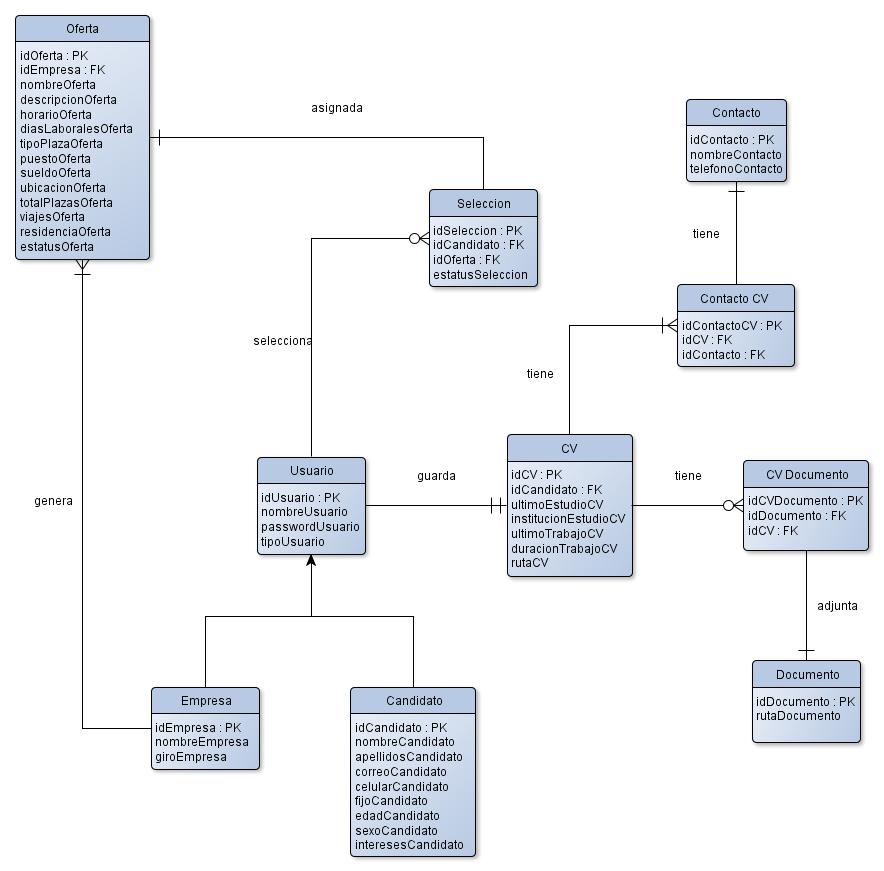 Oferta
idOferta : PK
idEmpresa : FK
nombreOferta
descripcionOferta
horarioOferta
diasLaboralesOferta
tipoPlazaOferta
puestoOferta
sueldoOferta
ubicacionOferta
totalPlazasOferta
viajesOferta
residenciaOferta
estatusOferta
asignada
Seleccion
idSeleccion : PK
idCandidato : FK
idOferta : FK
estatusSeleccion
Contacto
idContacto : PK
nombreContacto
telefonoContacto
tiene
Contacto CV
idContactoCV : PK
idCV : FK
idContacto : FK
selecciona
tiene
genera
Usuario
idUsuario : PK
nombreUsuario
passwordUsuario
tipoUsuario
guarda
CV
idCV : PK
idCandidato : FK
ultimoEstudioCV
institucionEstudioCV
ultimoTrabajoCV
duracionTrabajoCV
rutaCV
tiene
CV Documento
idCVDocumento : PK
idDocumento : FK
idCV : FK
adjunta
Documento
idDocumento : PK
rutaDocumento
Empresa
idEmpresa : PK
nombreEmpresa
giroEmpresa
Candidato
idCandidato : PK
nombreCandidato
apellidosCandidato
correoCandidato
celularCandidato
fijoCandidato
edadCandidato
sexoCandidato
interesesCandidato